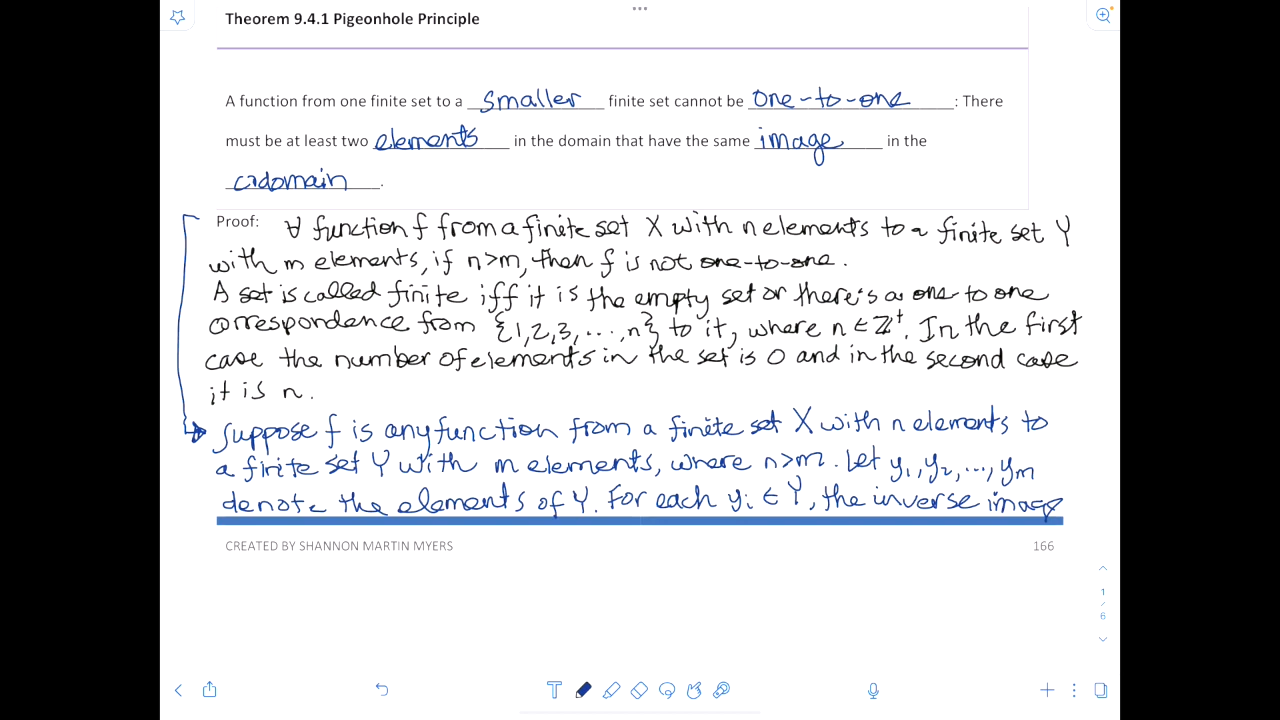 Theorem 9.4.1 Pigeonhole Principle
A function from one finite set to a smaller finite set cannot be one-to-one: There
must be at least two elements in the domain that have the same image in the
codomain.
Proof: ∀ function f from a finite set X with n elements to a finite set Y
with m elements, if n>m, then f is not one-to-one.
A set is called finite iff it is the empty set or there's a one to one
correspondence from {1,2,3,...,n} to it, where n ∈ ℤ⁺. In the first
case the number of elements in the set is 0 and in the second case
it is n.
Suppose f is any function from a finite set X with n elements to
a finite set Y with m elements, where n>m. Let y₁, y₂, ..., yₘ
denote the elements of Y. For each yᵢ ∈ Y, the inverse image
CREATED BY SHANNON MARTIN MYERS 166
1
/
6
T